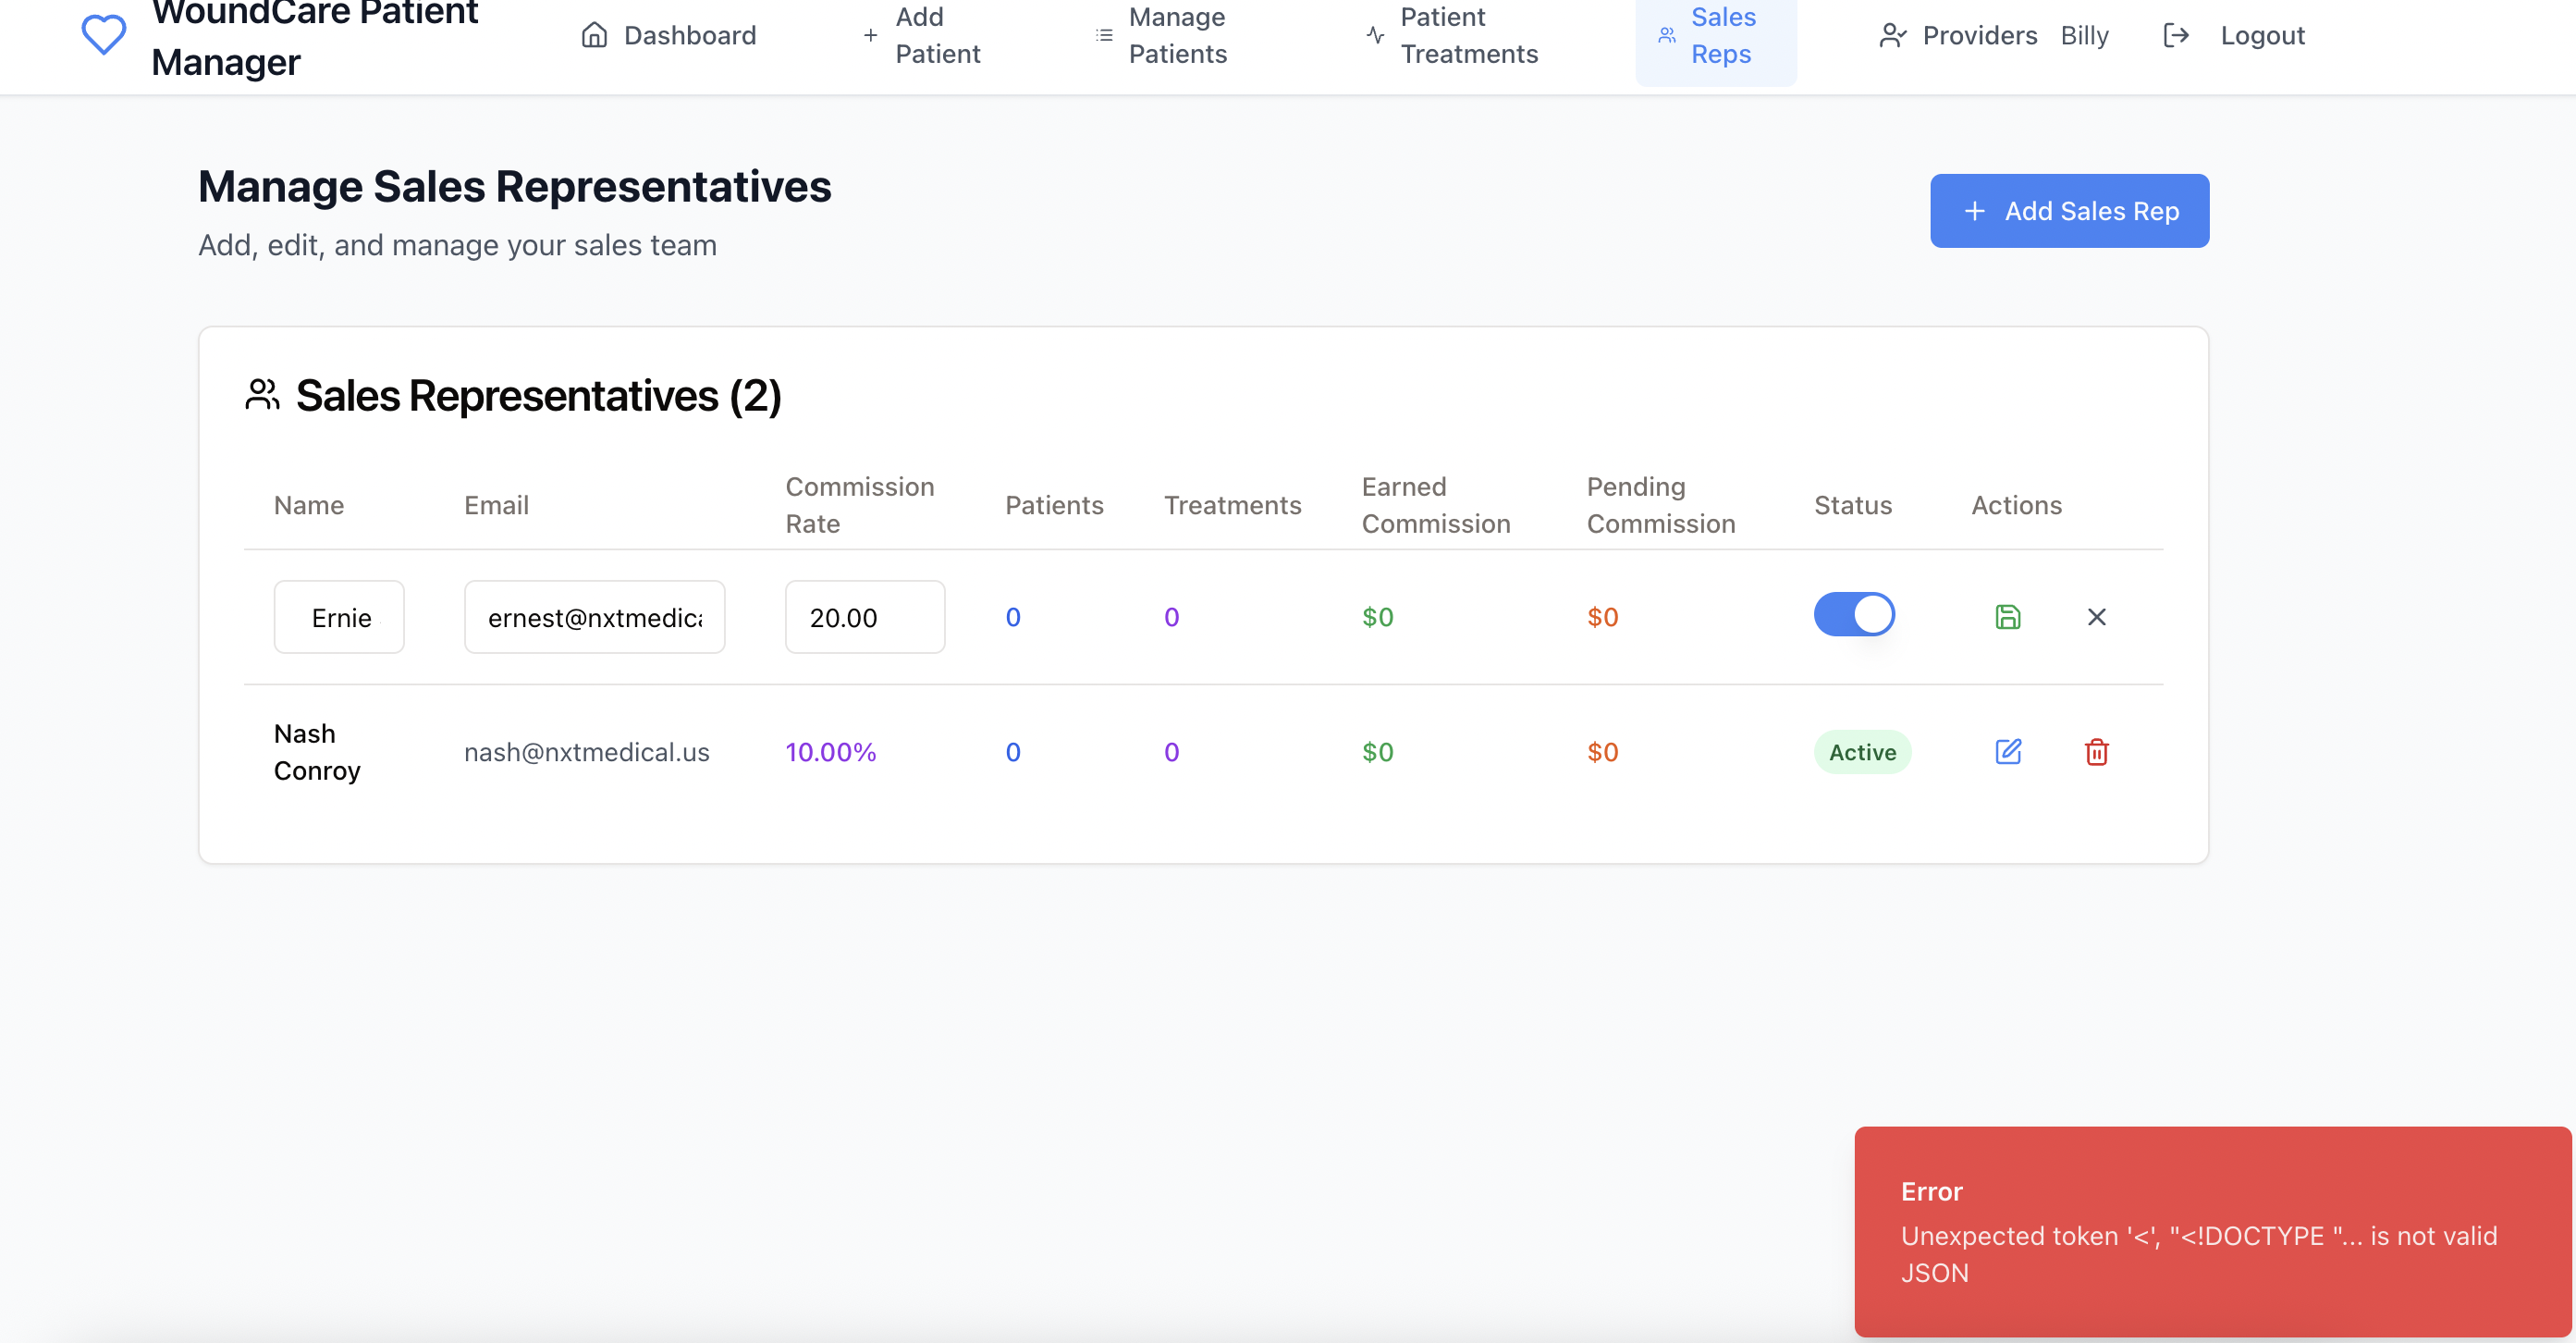 WoundCare Patient
Manager
Dashboard
Add
Patient
Manage
Patients
Patient
Treatments
Sales
Reps
Providers
Billy
Logout
Manage Sales Representatives
Add, edit, and manage your sales team
+ Add Sales Rep
Sales Representatives (2)
Name
Email
Commission
Rate
Patients
Treatments
Earned
Commission
Pending
Commission
Status
Actions
Ernie
ernest@nxtmedica
20.00
0
0
$0
$0
Nash
Conroy
nash@nxtmedical.us
10.00%
0
0
$0
$0
Active
Error
Unexpected token '<', "<!DOCTYPE "... is not valid
JSON